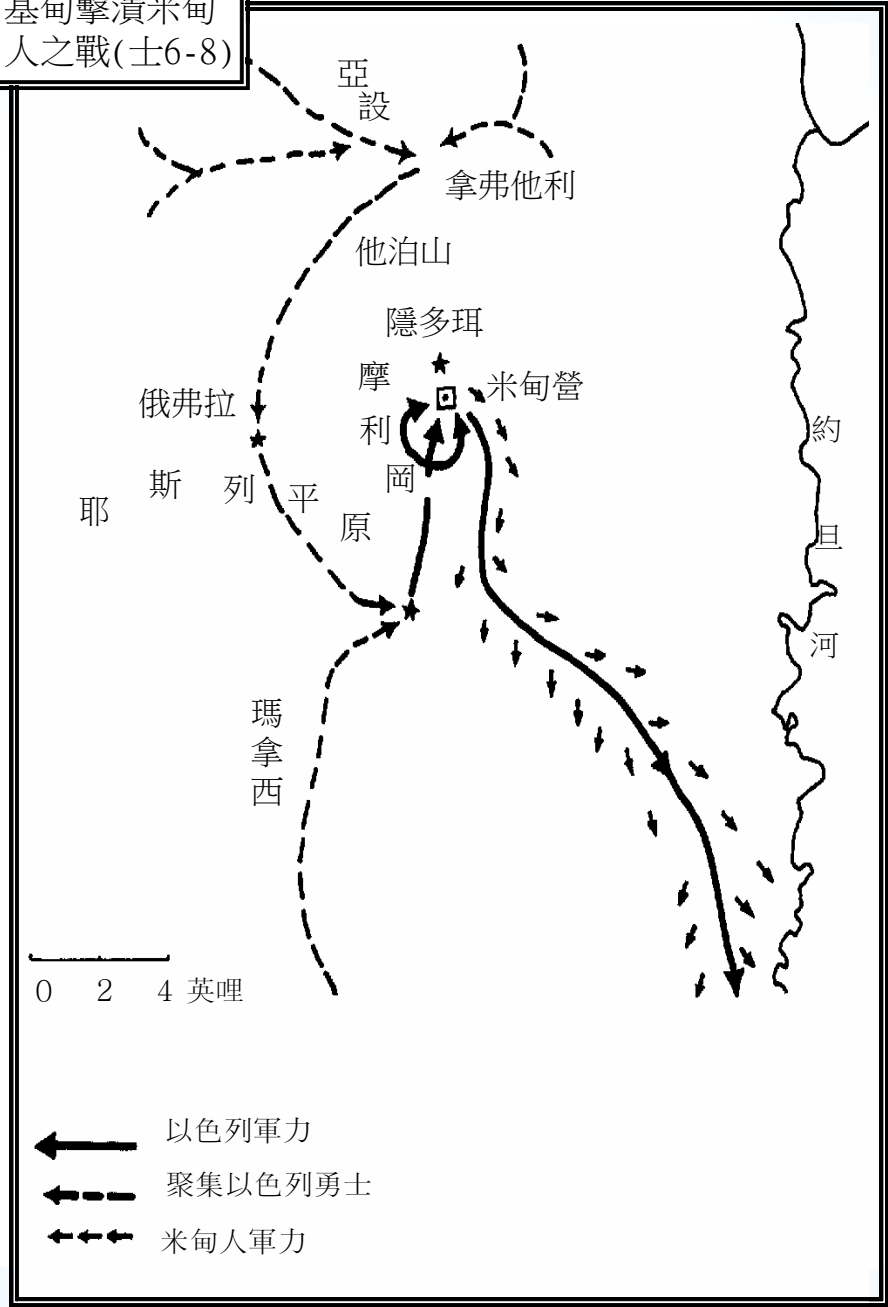 基甸擊潰米甸
人之戰(士6-8)
亞設
拿弗他利
他泊山
隱多珥
米甸營
摩利岡
俄弗拉
耶斯列平原
約旦河
瑪拿西
0 2 4 英哩
以色列軍力
聚集以色列勇士
米甸人軍力